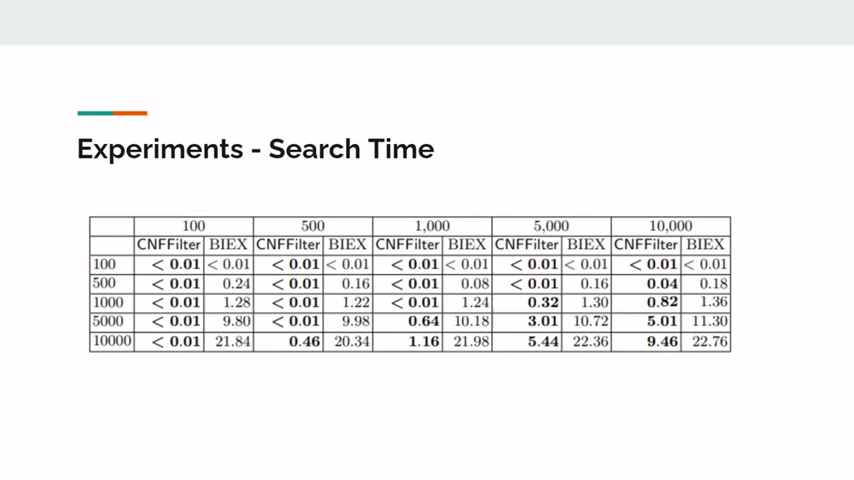 Experiments - Search Time
100 500 1,000 5,000 10,000
CNFFilter BIEX CNFFilter BIEX CNFFilter BIEX CNFFilter BIEX CNFFilter BIEX
100 < 0.01 < 0.01 < 0.01 < 0.01 < 0.01 < 0.01 < 0.01 < 0.01 < 0.01 < 0.01
500 < 0.01 0.24 < 0.01 0.16 < 0.01 0.08 < 0.01 0.16 0.04 0.18
1000 < 0.01 1.28 < 0.01 1.22 < 0.01 1.24 0.32 1.30 0.82 1.36
5000 < 0.01 9.80 < 0.01 9.98 0.64 10.18 3.01 10.72 5.01 11.30
10000 < 0.01 21.84 0.46 20.34 1.16 21.98 5.44 22.36 9.46 22.76